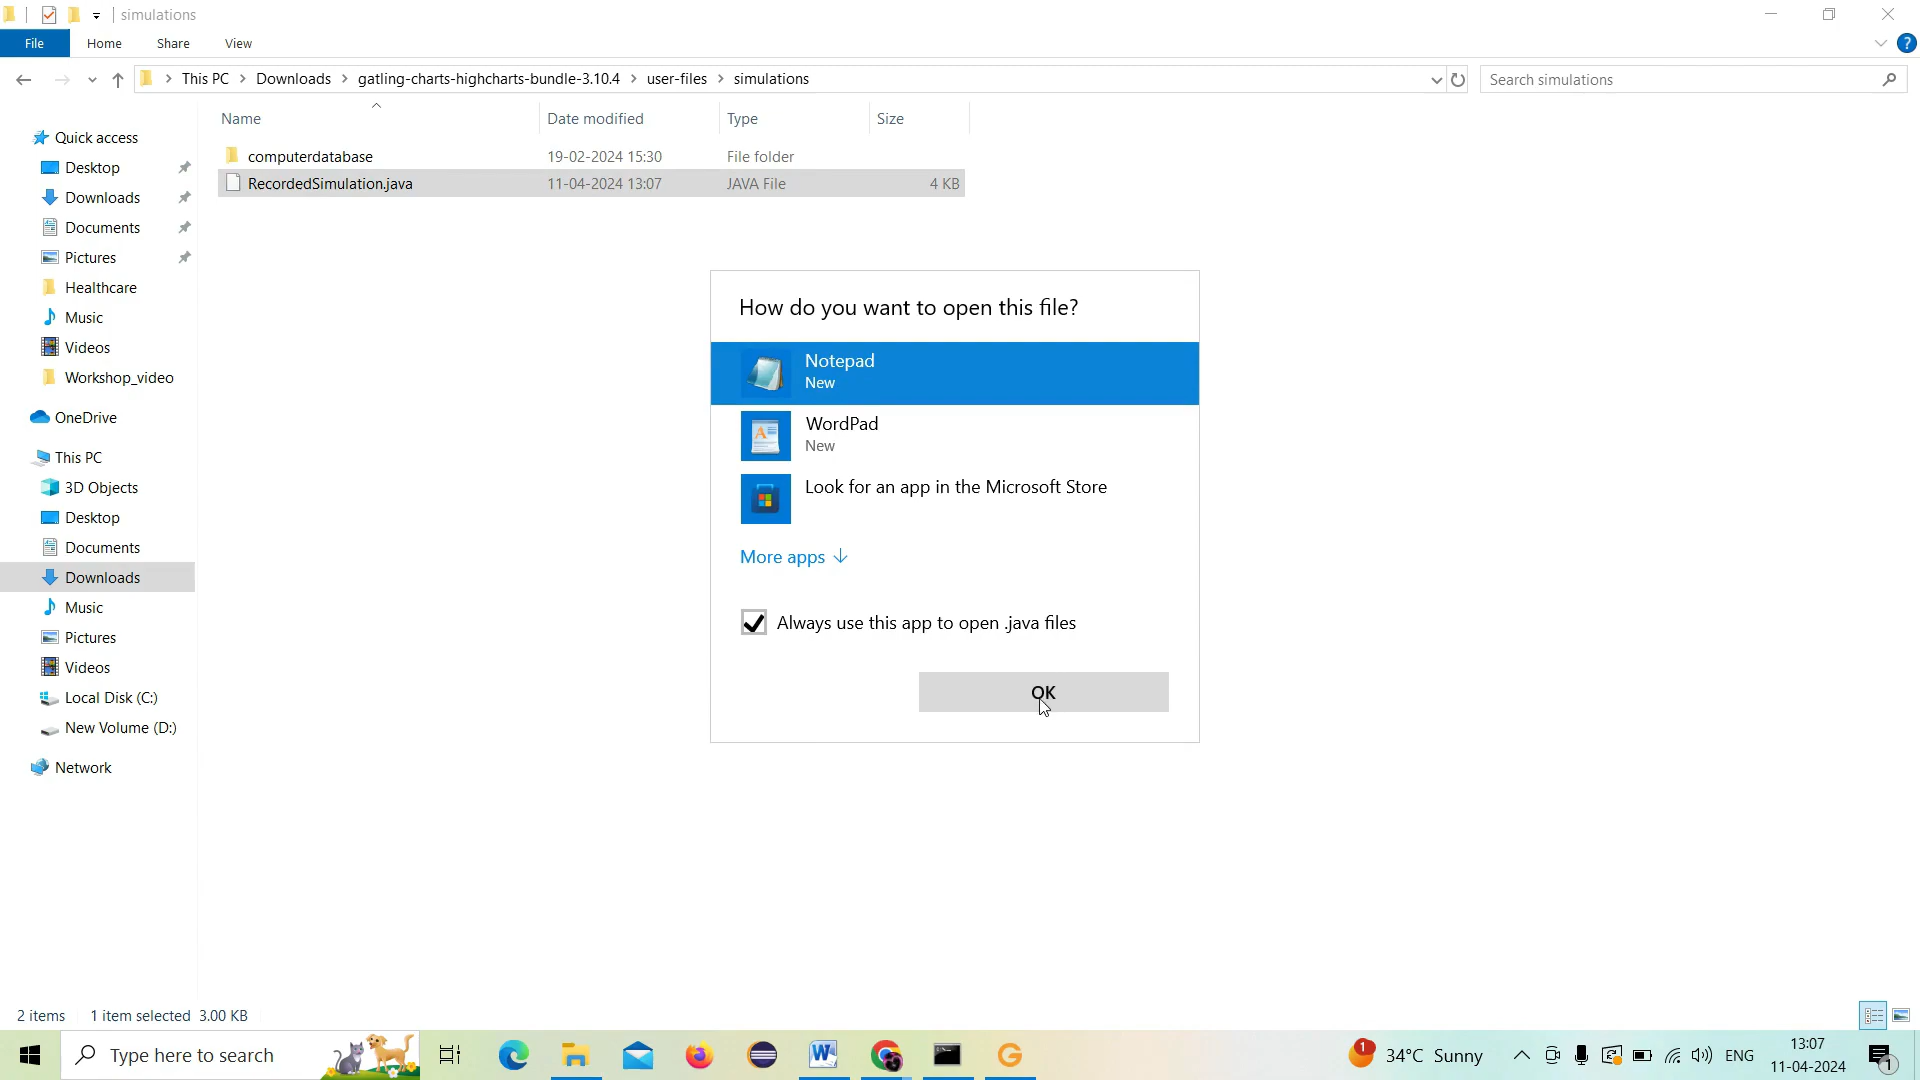 simulations
File
Home
Share
View
This PC
Downloads
gatling-charts-highcharts-bundle-3.10.4
user-files
simulations
Search simulations
Name
Date modified
Type
Size
computerdatabase
19-02-2024 15:30
File folder
RecordedSimulation.java
11-04-2024 13:07
JAVA File
4 KB
Quick access
Desktop
Downloads
Documents
Pictures
Healthcare
Music
Videos
Workshop_video
OneDrive
This PC
3D Objects
Desktop
Documents
Downloads
Music
Pictures
Videos
Local Disk (C:)
New Volume (D:)
Network
How do you want to open this file?
Notepad
New
WordPad
New
Look for an app in the Microsoft Store
More apps
Always use this app to open .java files
OK
2 items
1 item selected 3.00 KB
Type here to search
1
34°C Sunny
ENG
13:07
11-04-2024
1